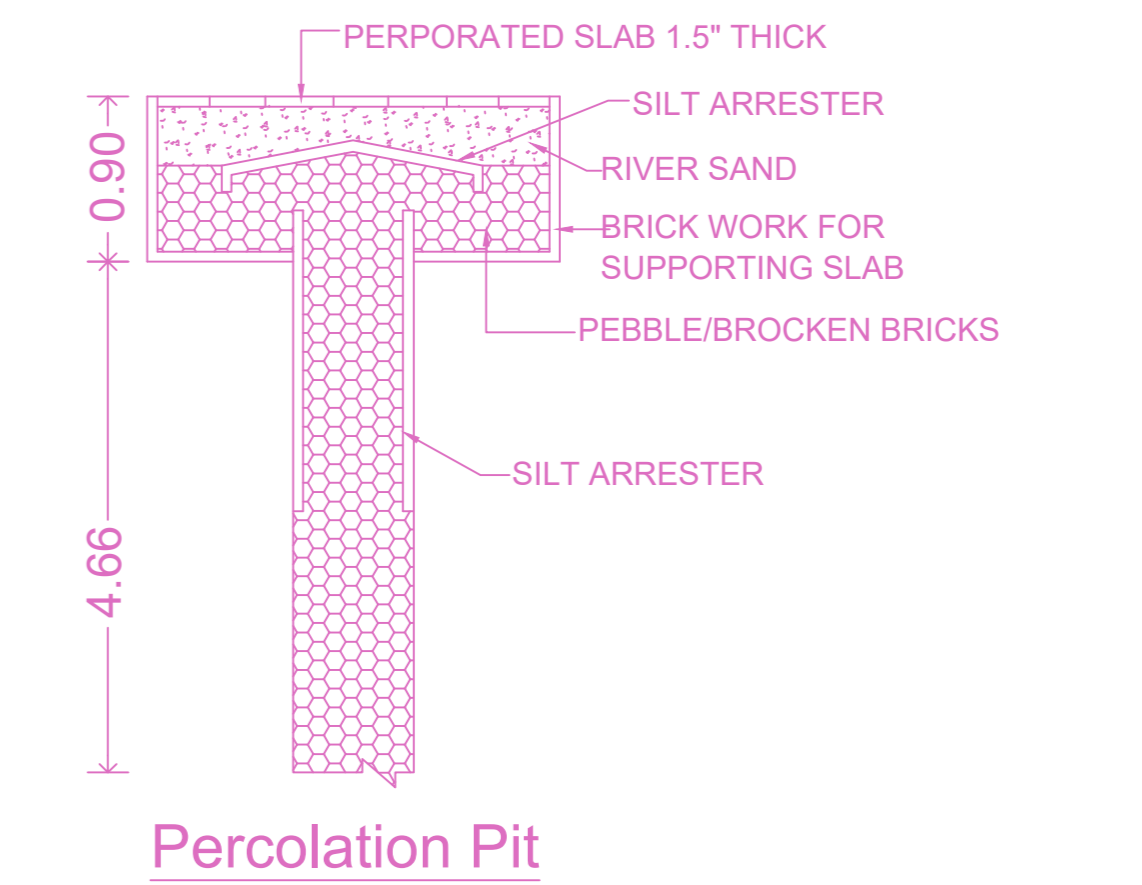 PERPORATED SLAB 1.5" THICK
SILT ARRESTER
RIVER SAND
BRICK WORK FOR
SUPPORTING SLAB
PEBBLE/BROCKEN BRICKS
SILT ARRESTER
0.90
4.66
Percolation Pit